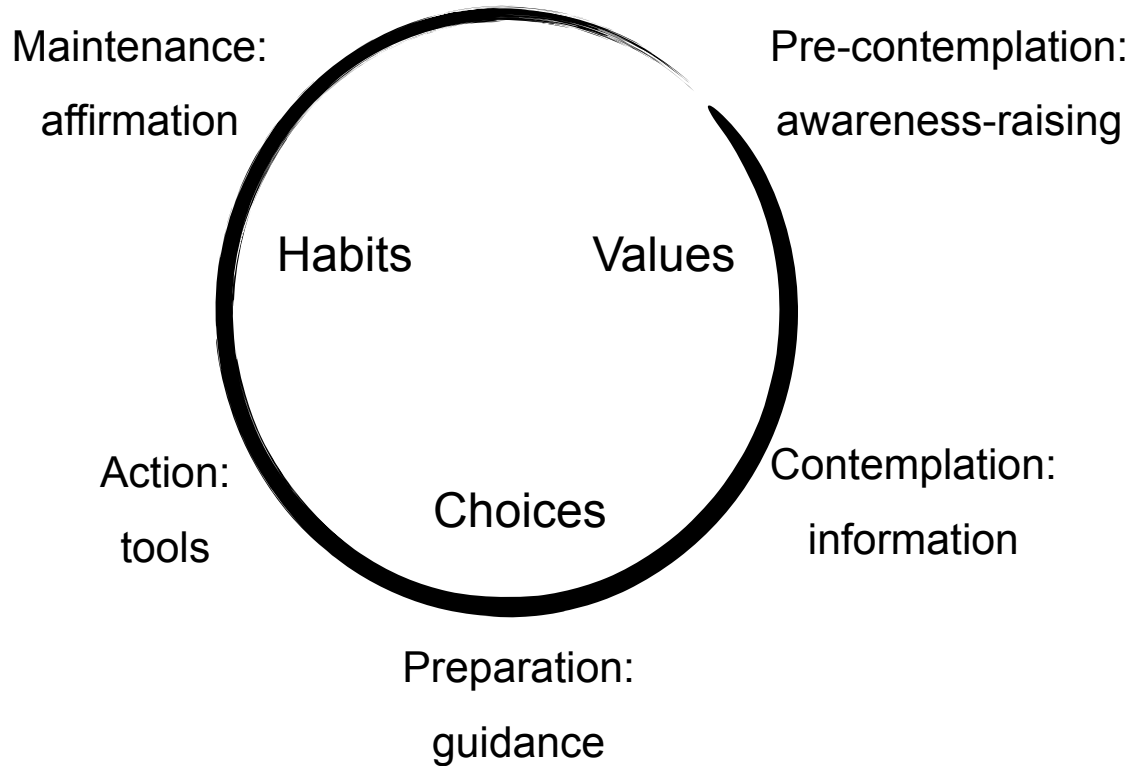 Maintenance:
affirmation
Pre-contemplation:
awareness-raising
Habits
Values
Choices
Action:
tools
Contemplation:
information
Preparation:
guidance